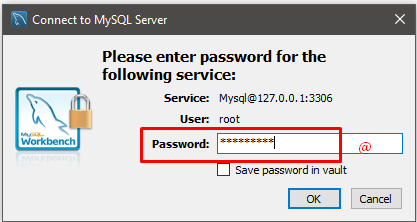 Connect to MySQL Server
Please enter password for the
following service:
Service: Mysql@127.0.0.1:3306
User: root
Password: ********* @
Save password in vault
MySQL
Workbench
OK Cancel